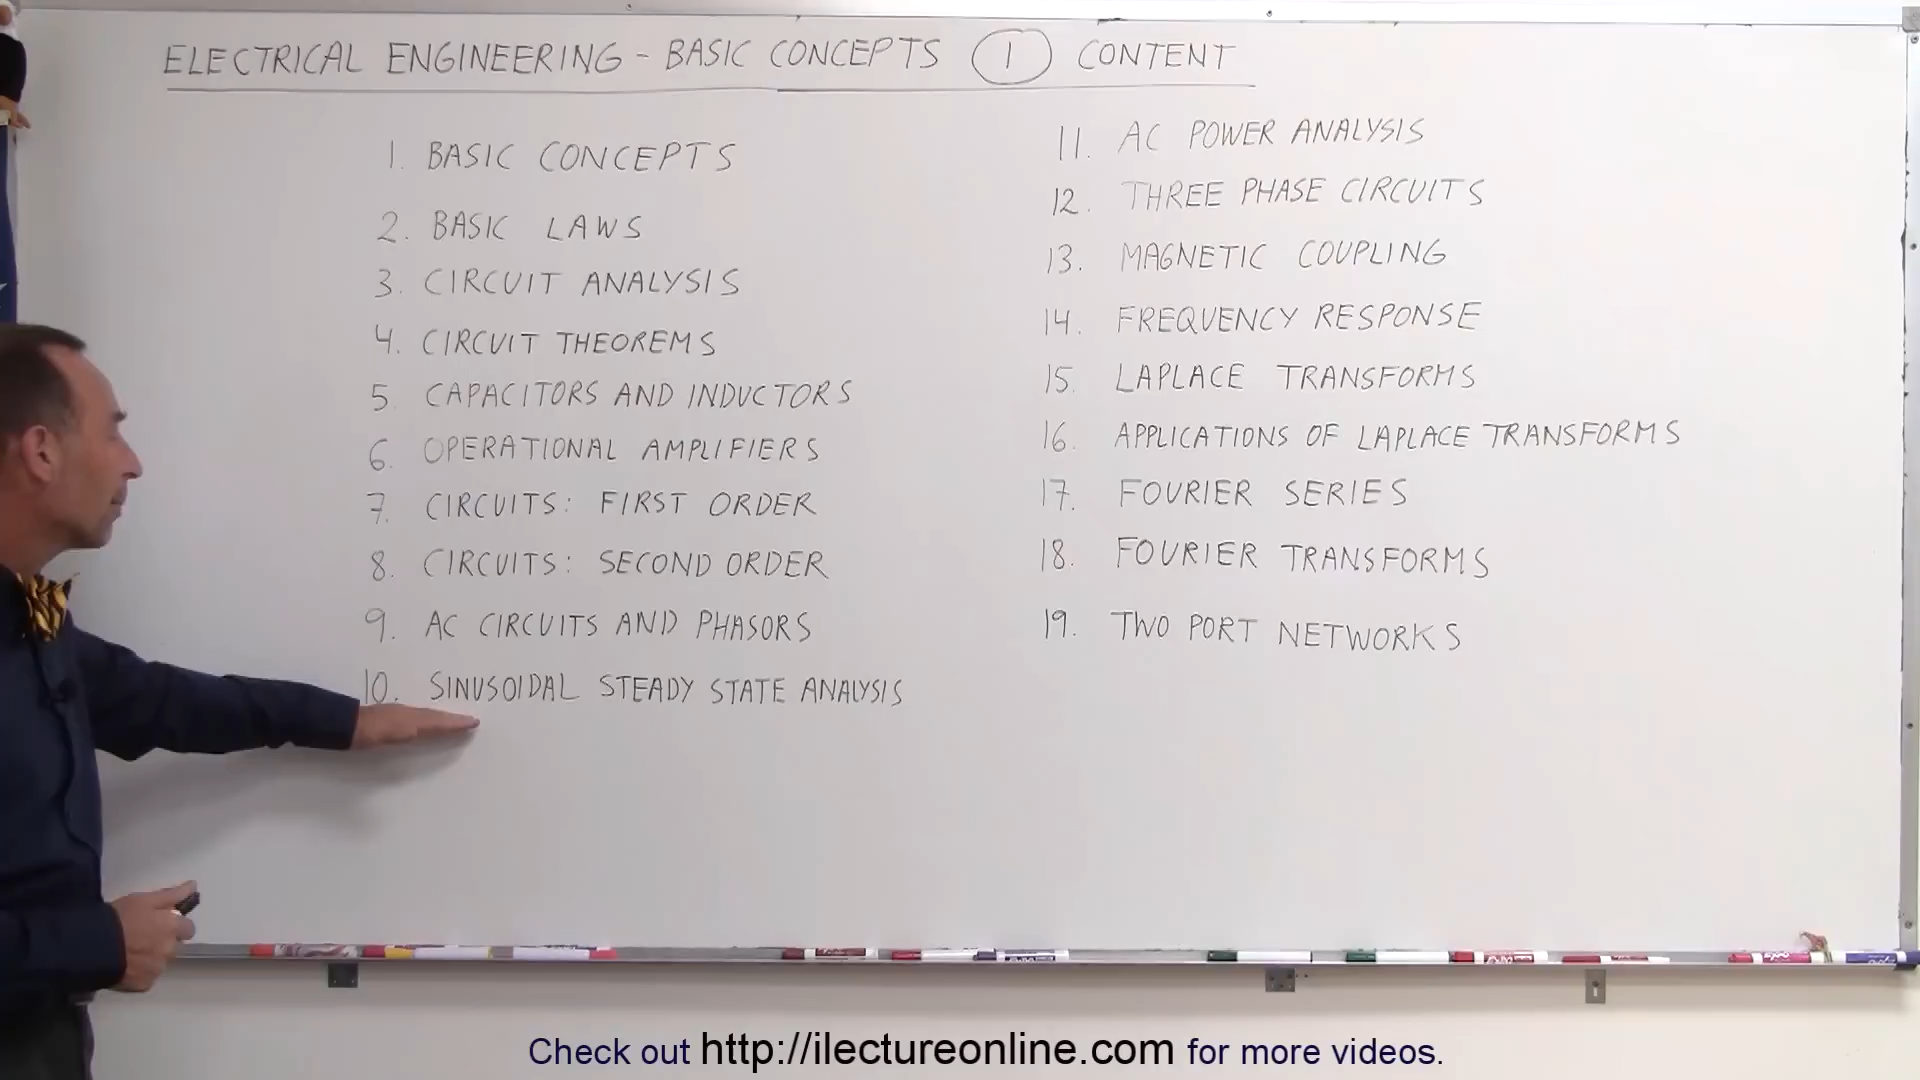 ELECTRICAL ENGINEERING - BASIC CONCEPTS 1 CONTENT
1. BASIC CONCEPTS
2. BASIC LAWS
3. CIRCUIT ANALYSIS
4. CIRCUIT THEOREMS
5. CAPACITORS AND INDUCTORS
6. OPERATIONAL AMPLIFIERS
7. CIRCUITS: FIRST ORDER
8. CIRCUITS: SECOND ORDER
9. AC CIRCUITS AND PHASORS
10. SINUSOIDAL STEADY STATE ANALYSIS
11. AC POWER ANALYSIS
12. THREE PHASE CIRCUITS
13. MAGNETIC COUPLING
14. FREQUENCY RESPONSE
15. LAPLACE TRANSFORMS
16. APPLICATIONS OF LAPLACE TRANSFORMS
17. FOURIER SERIES
18. FOURIER TRANSFORMS
19. TWO PORT NETWORKS
Check out http://ilectureonline.com for more videos.